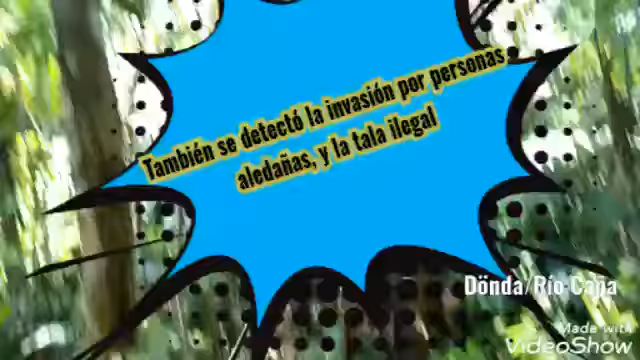 También se detectó la invasión por personas
aledañas, y la tala ilegal
Dönda/Río Capa
Made with
VideoShow